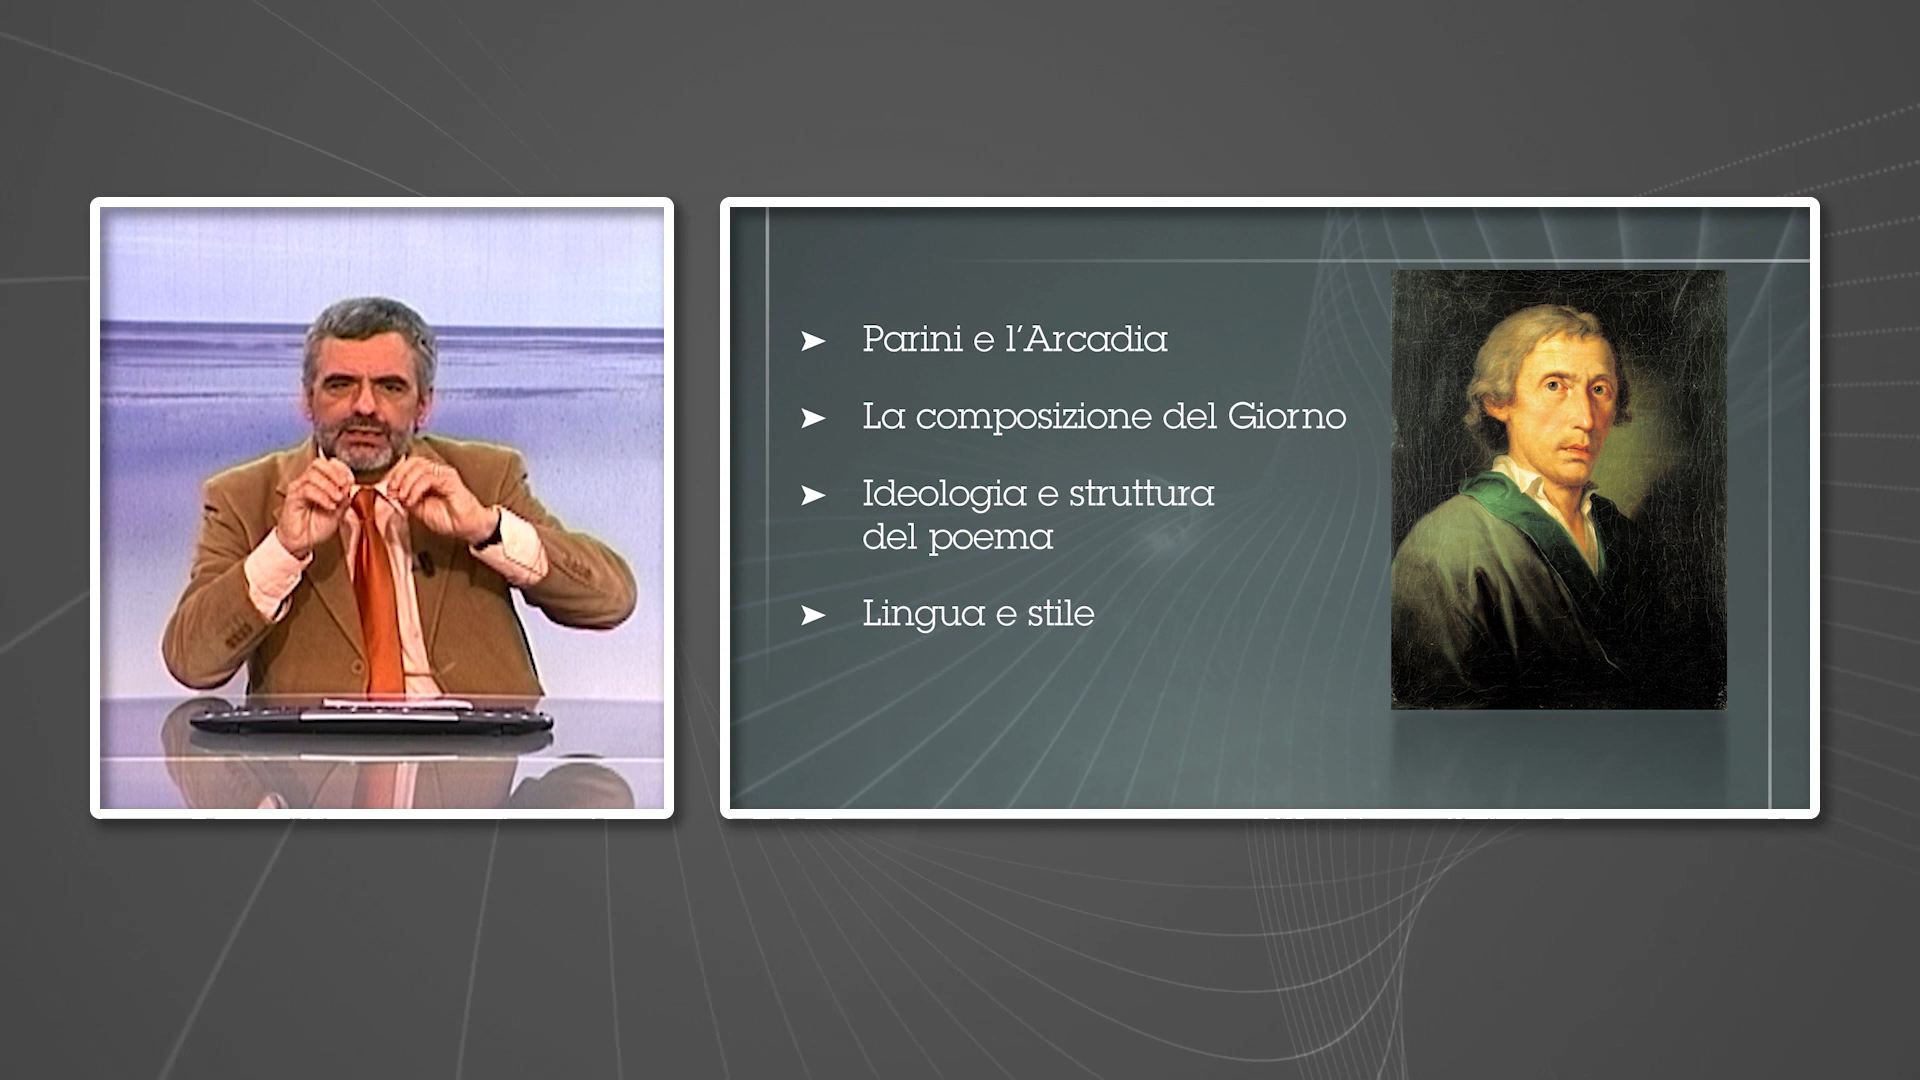 ➤ Parini e l'Arcadia
➤ La composizione del Giorno
➤ Ideologia e struttura
del poema
➤ Lingua e stile